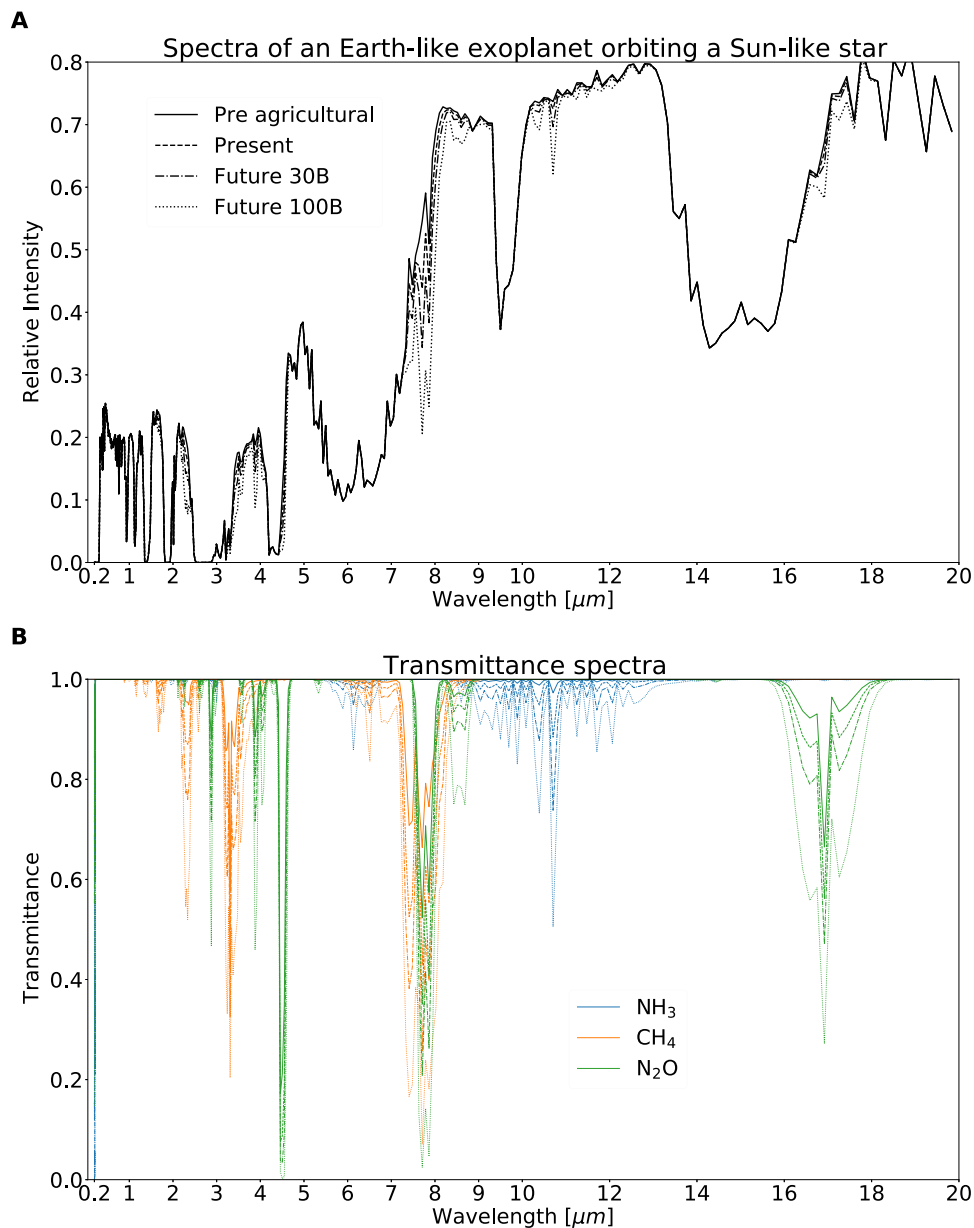 A
Spectra of an Earth-like exoplanet orbiting a Sun-like star
0.8
0.7
0.6
0.5
0.4
0.3
0.2
0.1
0.0
Relative Intensity
Pre agricultural
Present
Future 30B
Future 100B
0.2 1 2 3 4 5 6 7 8 9 10 12 14 16 18 20
Wavelength [μm]
B
Transmittance spectra
1.0
0.8
0.6
0.4
0.2
0.0
Transmittance
NH₃
CH₄
N₂O
0.2 1 2 3 4 5 6 7 8 9 10 12 14 16 18 20
Wavelength [μm]